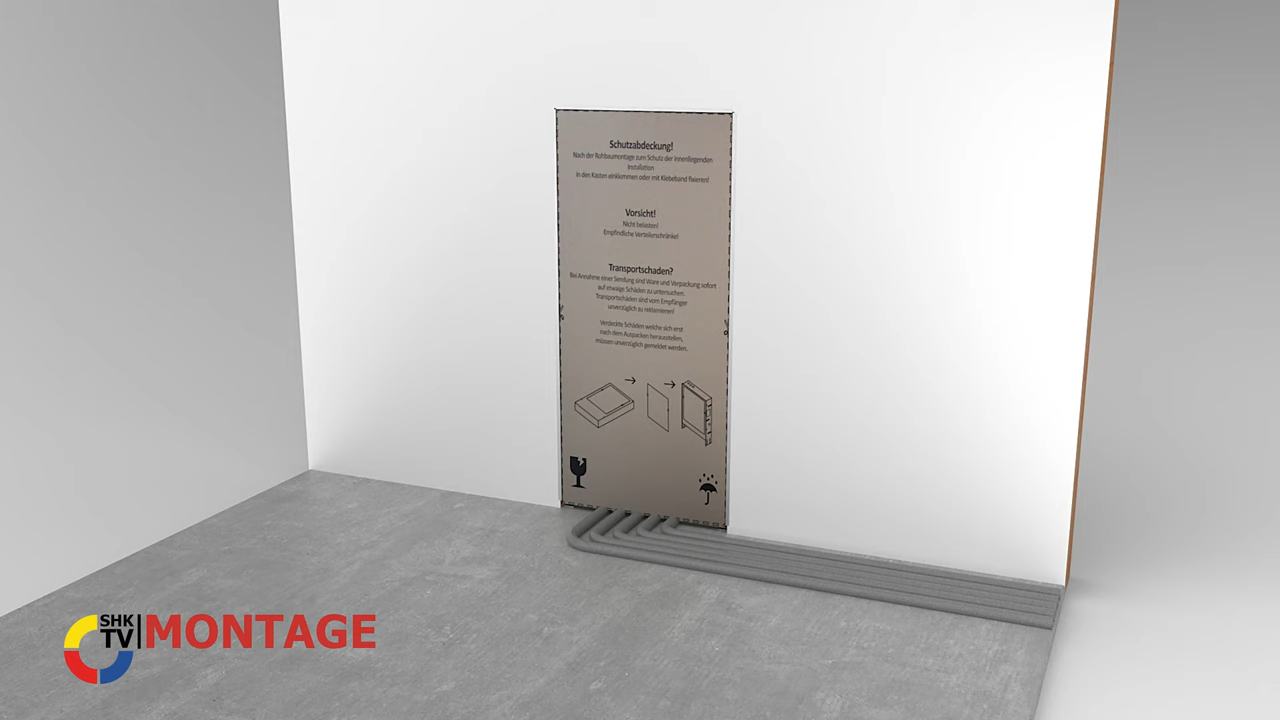 Schutzabdeckung!
Nach der Rohbaumontage zum Schutz der innenliegenden
Installation
in den Kasten einklemmen oder mit Klebeband fixieren!
Vorsicht!
Nicht belasten!
Empfindliche Verteilerschränke!
Transportschaden?
Bei Annahme einer Sendung sind Ware und Verpackung sofort
auf etwaige Schäden zu untersuchen.
Transportschäden sind vom Empfänger
unverzüglich zu reklamieren!
Verdeckte Schäden welche sich erst
nach dem Auspacken herausstellen,
müssen unverzüglich gemeldet werden.
SHK
TV MONTAGE